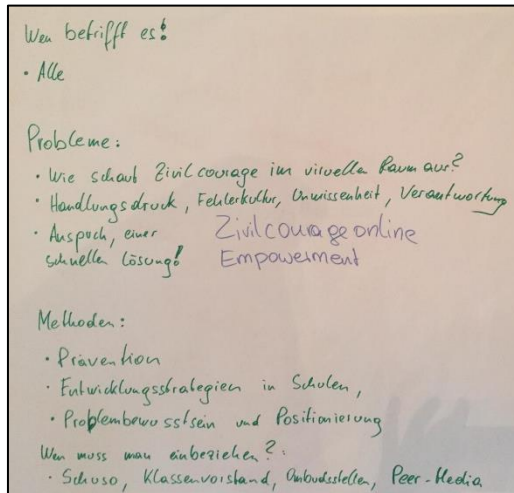 Wen betrifft es!
• Alle
Probleme:
• Wie schaut Zivilcourage im viruellen Raum aus?
• Handlungsdruck, Fehlerkultur, Unwissenheit, Verantwortung
• Anspuch, einer Zivilcourage online
schnellen Lösung! Empowerment
Methoden:
• Prävention
• Entwicklungsstrategien in Schulen,
• Problembewusstsein und Positionierung
Wen muss man einbeziehen?:
• Schuso, Klassenvorstand, Ombudsstellen, Peer-Media